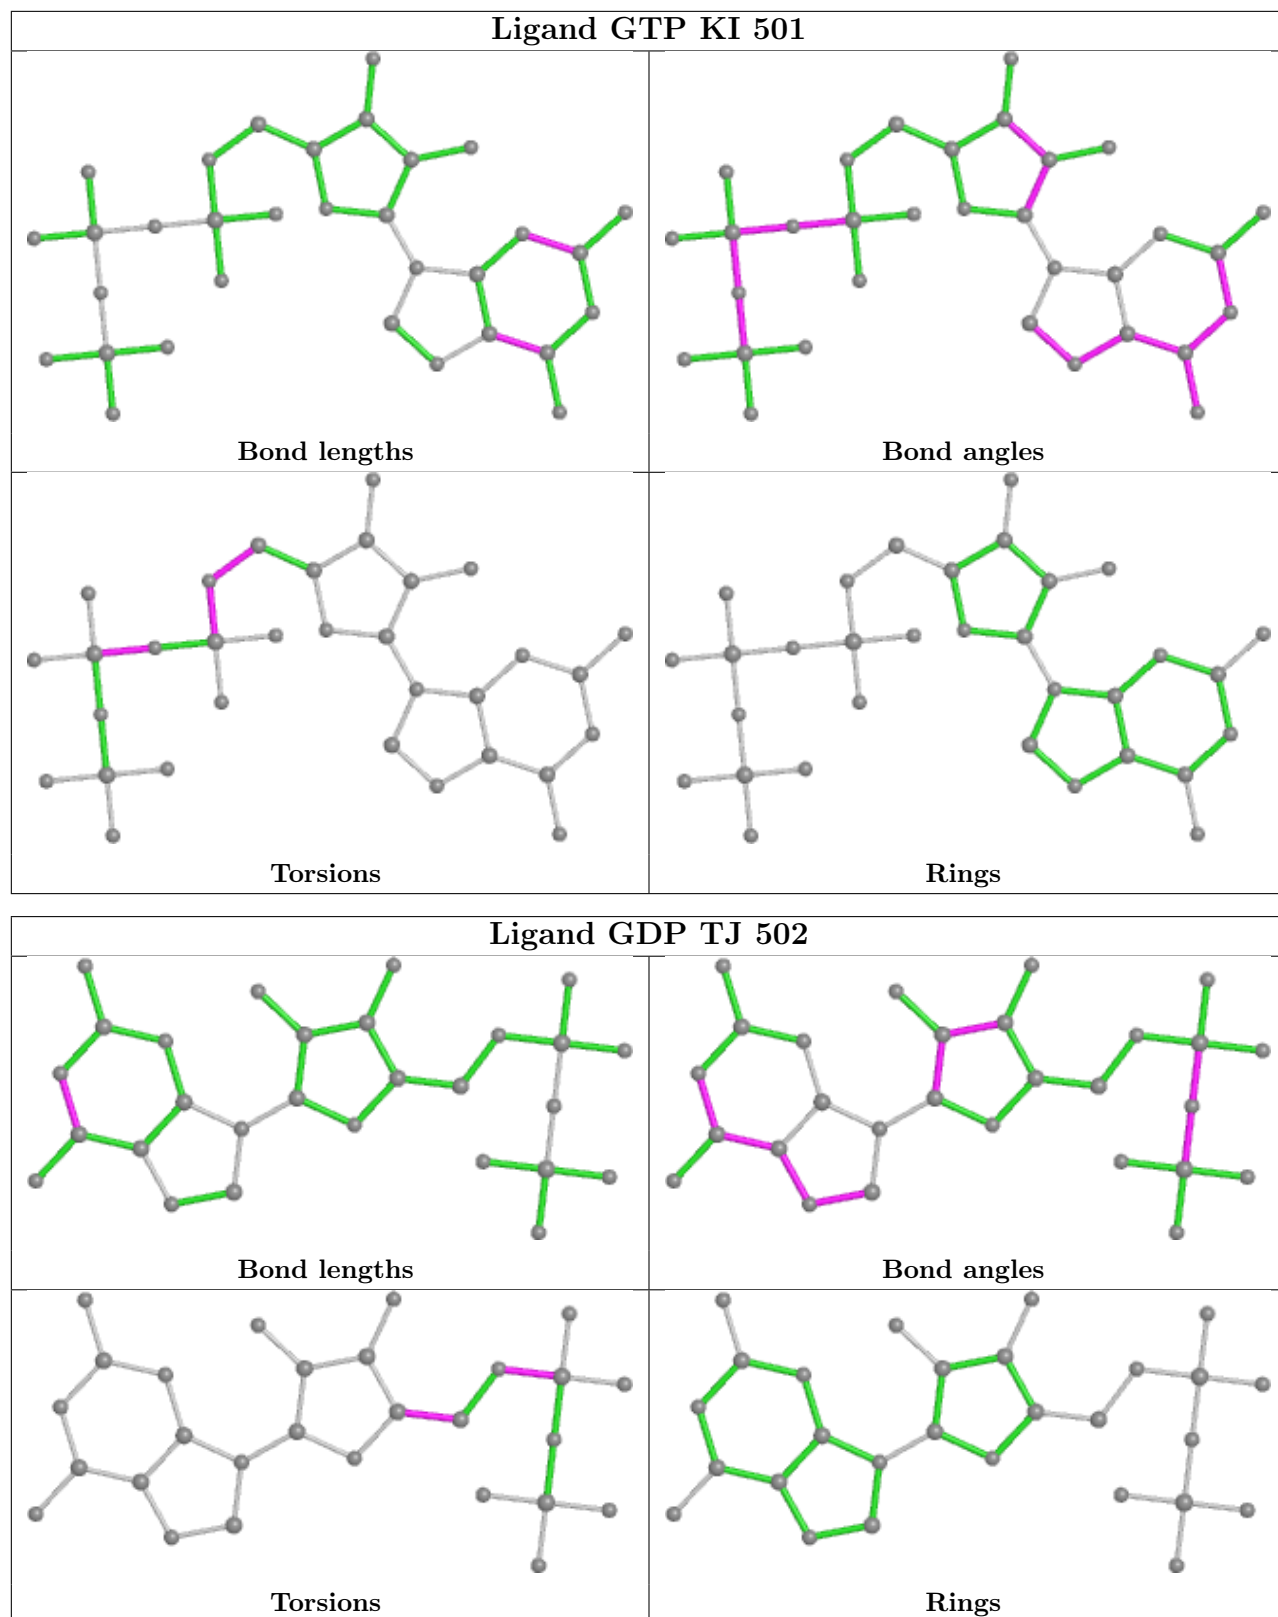 Ligand GTP KI 501
Bond lengths
Bond angles
Torsions
Rings
Ligand GDP TJ 502
Bond lengths
Bond angles
Torsions
Rings